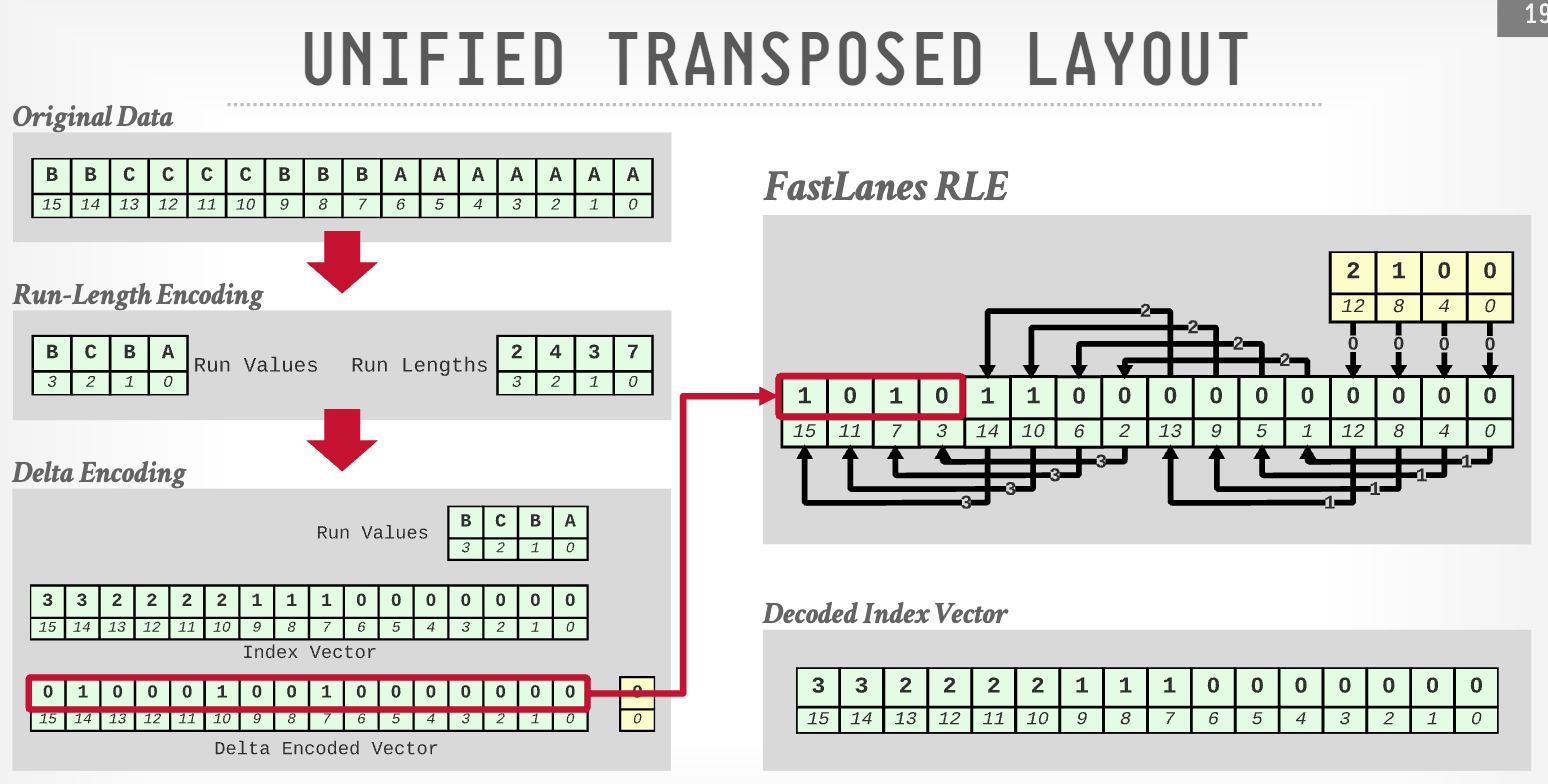 19
UNIFIED TRANSPOSED LAYOUT
Original Data
B B C C C C B B B A A A A A A A
15 14 13 12 11 10 9 8 7 6 5 4 3 2 1 0
Run-Length Encoding
B C B A
3 2 1 0
Run Values
Run Lengths
2 4 3 7
3 2 1 0
Delta Encoding
Run Values
B C B A
3 2 1 0
3 3 2 2 2 2 1 1 1 0 0 0 0 0 0 0
15 14 13 12 11 10 9 8 7 6 5 4 3 2 1 0
Index Vector
0 1 0 0 0 1 0 0 1 0 0 0 0 0 0 0
15 14 13 12 11 10 9 8 7 6 5 4 3 2 1 0
0
0
Delta Encoded Vector
FastLanes RLE
2 1 0 0
12 8 4 0
2
2
2
2
0 0 0 0
1 0 1 0 1 1 0 0 0 0 0 0 0 0 0 0
15 11 7 3 14 10 6 2 13 9 5 1 12 8 4 0
3 1
3 1
3 1
3 1
Decoded Index Vector
3 3 2 2 2 2 1 1 1 0 0 0 0 0 0 0
15 14 13 12 11 10 9 8 7 6 5 4 3 2 1 0